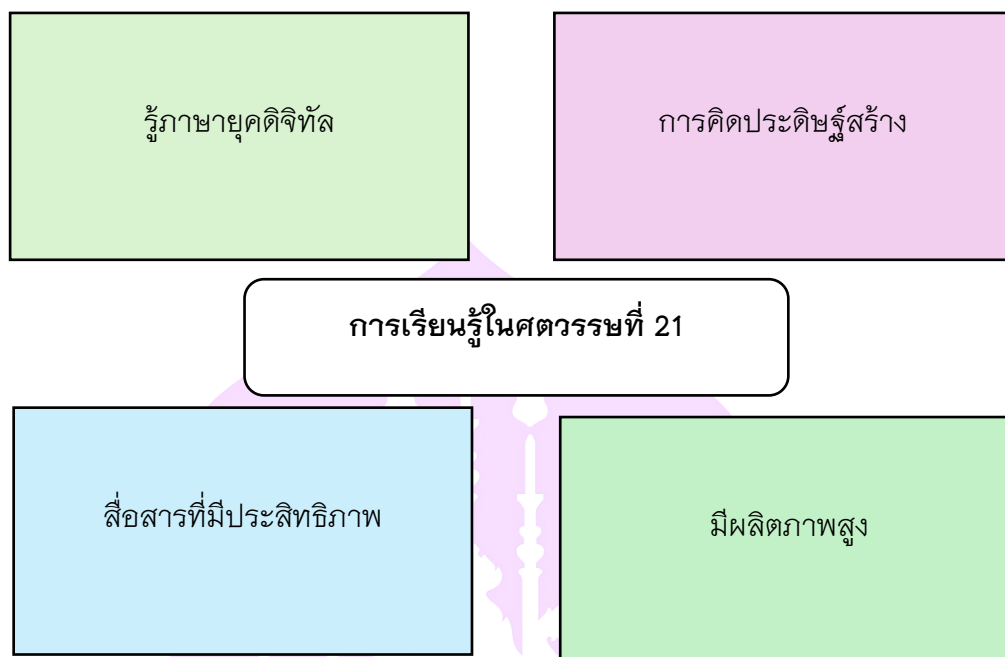 รู้ภาษายุคดิจิทัล
การคิดประดิษฐ์สร้าง
การเรียนรู้ในศตวรรษที่ 21
สื่อสารที่มีประสิทธิภาพ
มีผลิตภาพสูง